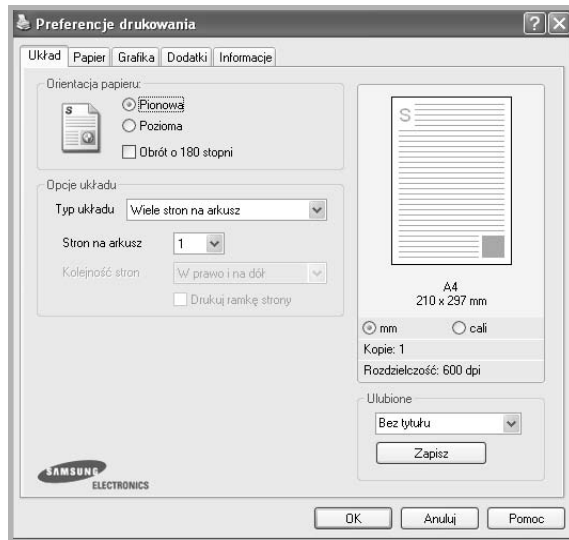 Preferencje drukowania
Układ Papier Grafika Dodatki Informacje
Orientacja papieru:
S
Pionowa
Pozioma
Obrót o 180 stopni
Opcje układu
Typ układu Wiele stron na arkusz
Stron na arkusz 1
Kolejność stron W prawo i na dół
Drukuj ramkę strony
S
A4
210 x 297 mm
mm cali
Kopie: 1
Rozdzielczość: 600 dpi
Ulubione
Bez tytułu
Zapisz
SAMSUNG
ELECTRONICS
OK Anuluj Pomoc